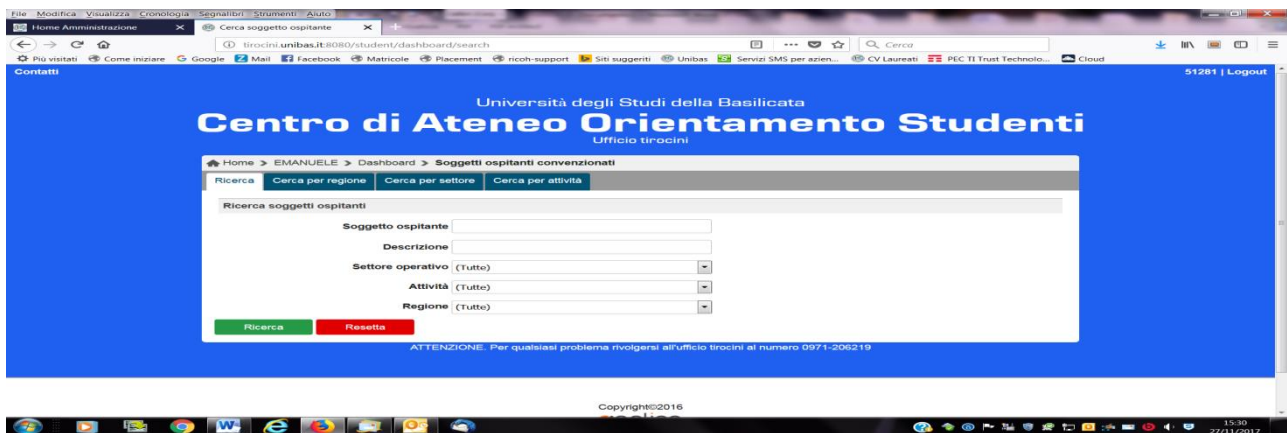 File Modifica Visualizza Cronologia Segnalibri Strumenti Aiuto
Home Amministrazione
Cerca soggetto ospitante
tirocini.unibas.it:8080/student/dashboard/search
Cerca
Più visitati Come iniziare Google Mail Facebook Matricole Placement ricoh-support Siti suggeriti Unibas Servizi SMS per azien... CV Laureati PEC TI Trust Technolo... Cloud
Contatti
51281 | Logout
Università degli Studi della Basilicata
Centro di Ateneo Orientamento Studenti
Ufficio tirocini
Home > EMANUELE > Dashboard > Soggetti ospitanti convenzionati
Ricerca Cerca per regione Cerca per settore Cerca per attività
Ricerca soggetti ospitanti
Soggetto ospitante
Descrizione
Settore operativo (Tutte)
Attività (Tutte)
Regione (Tutte)
Ricerca Resetta
ATTENZIONE. Per qualsiasi problema rivolgersi all'ufficio tirocini al numero 0971-206219
Copyright©2016
15:30
27/11/2017